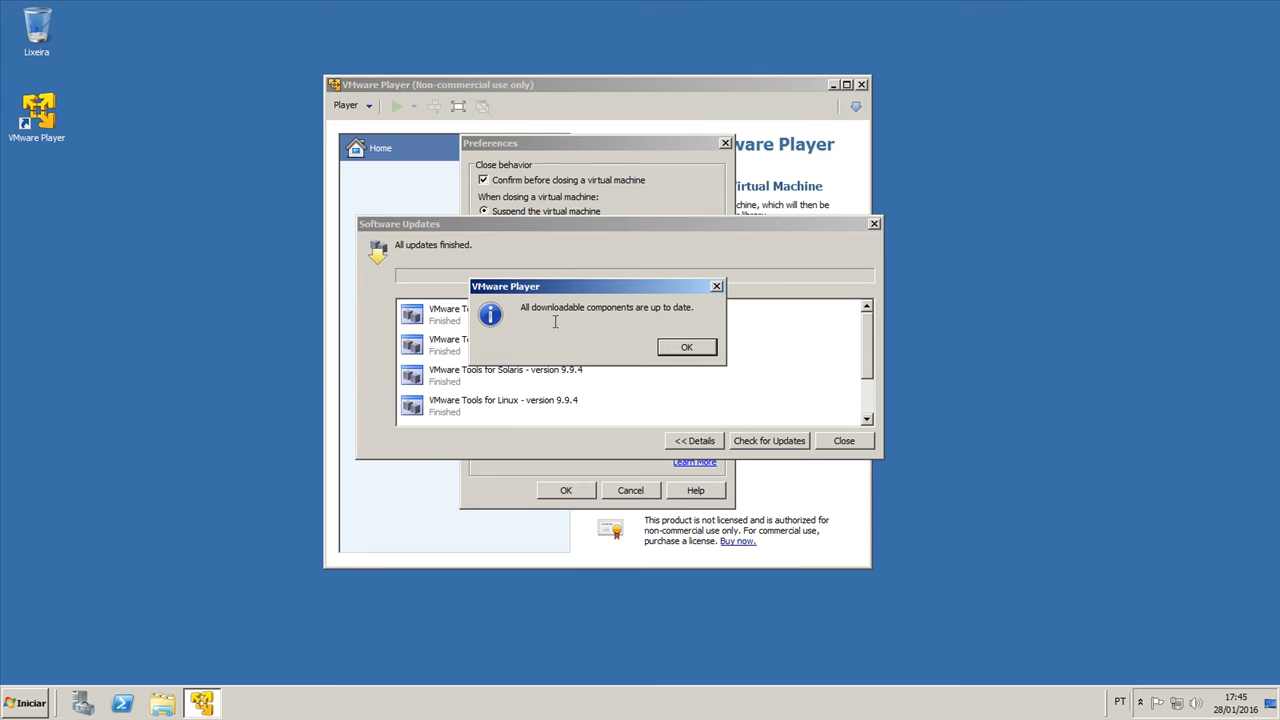 Lixeira
VMware Player
VMware Player (Non-commercial use only)
Player
Home
ware Player
irtual Machine
hine, which will then be
Preferences
Close behavior
Confirm before closing a virtual machine
When closing a virtual machine:
Suspend the virtual machine
Software Updates
All updates finished.
VMware Player
All downloadable components are up to date.
OK
VMware To
Finished
VMware To
Finished
VMware Tools for Solaris - version 9.9.4
Finished
VMware Tools for Linux - version 9.9.4
Finished
<< Details
Check for Updates
Close
Learn More
OK
Cancel
Help
This product is not licensed and is authorized for
non-commercial use only. For commercial use,
purchase a license. Buy now.
Iniciar
PT
17:45
28/01/2016